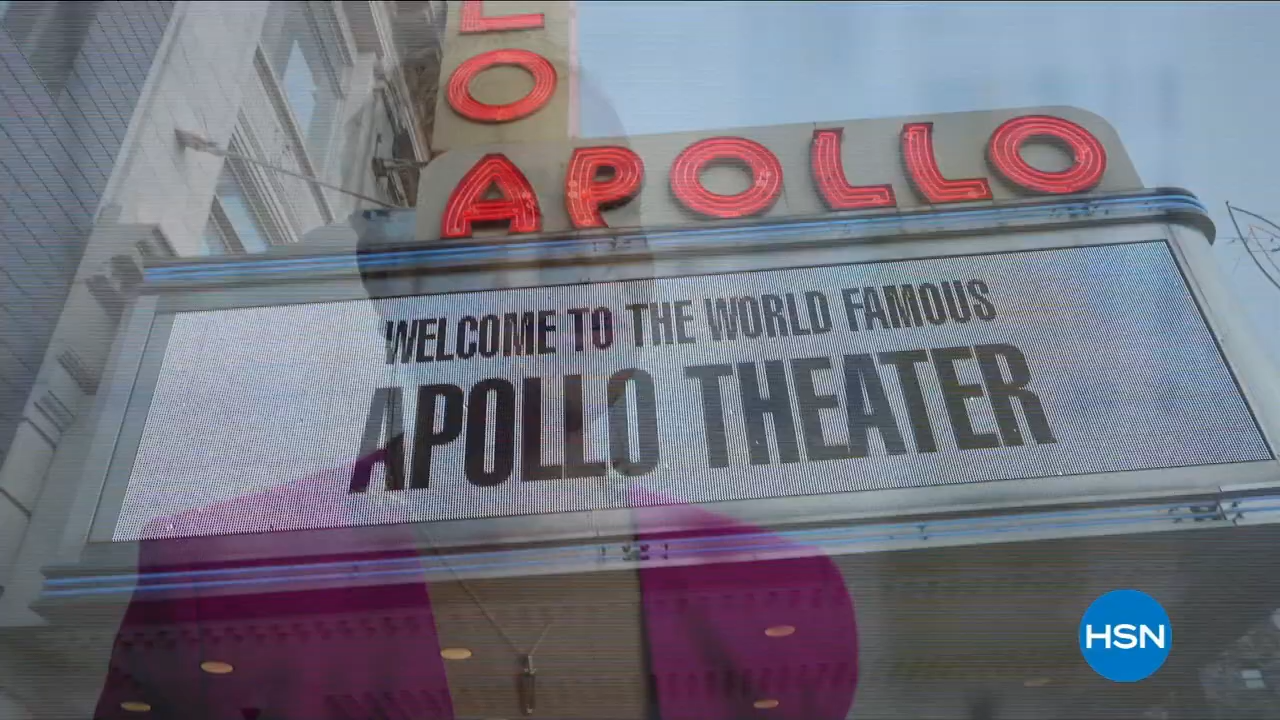 L
O
APOLLO
WELCOME TO THE WORLD FAMOUS
APOLLO THEATER
HSN